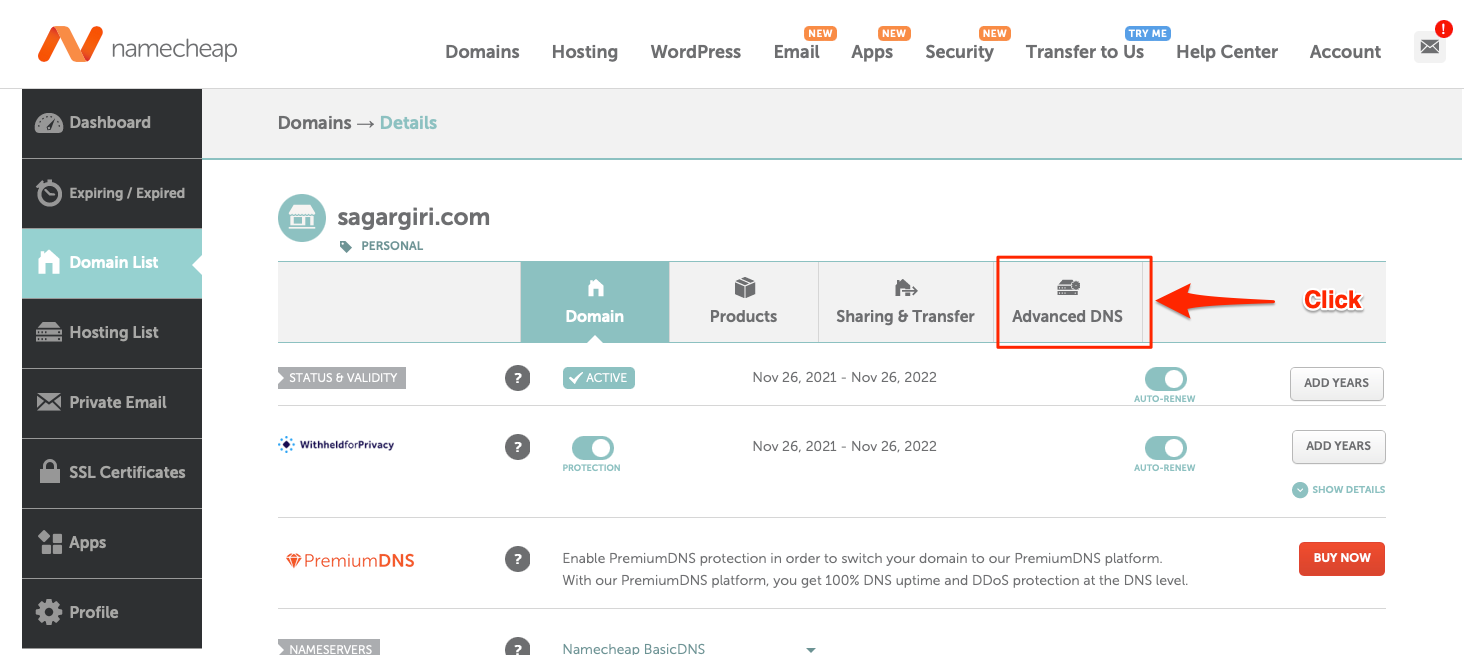 namecheap
Domains Hosting WordPress Email NEW Apps NEW Security NEW Transfer to Us TRY ME Help Center Account !
Dashboard
Expiring / Expired
Domain List
Hosting List
Private Email
SSL Certificates
Apps
Profile
Domains → Details
sagargiri.com
PERSONAL
Domain Products Sharing & Transfer Advanced DNS Click
STATUS & VALIDITY ? ACTIVE Nov 26, 2021 - Nov 26, 2022 AUTO-RENEW ADD YEARS
WithheldforPrivacy ? PROTECTION Nov 26, 2021 - Nov 26, 2022 AUTO-RENEW ADD YEARS
SHOW DETAILS
PremiumDNS ? Enable PremiumDNS protection in order to switch your domain to our PremiumDNS platform. BUY NOW
With our PremiumDNS platform, you get 100% DNS uptime and DDoS protection at the DNS level.
NAMESERVERS ? Namecheap BasicDNS